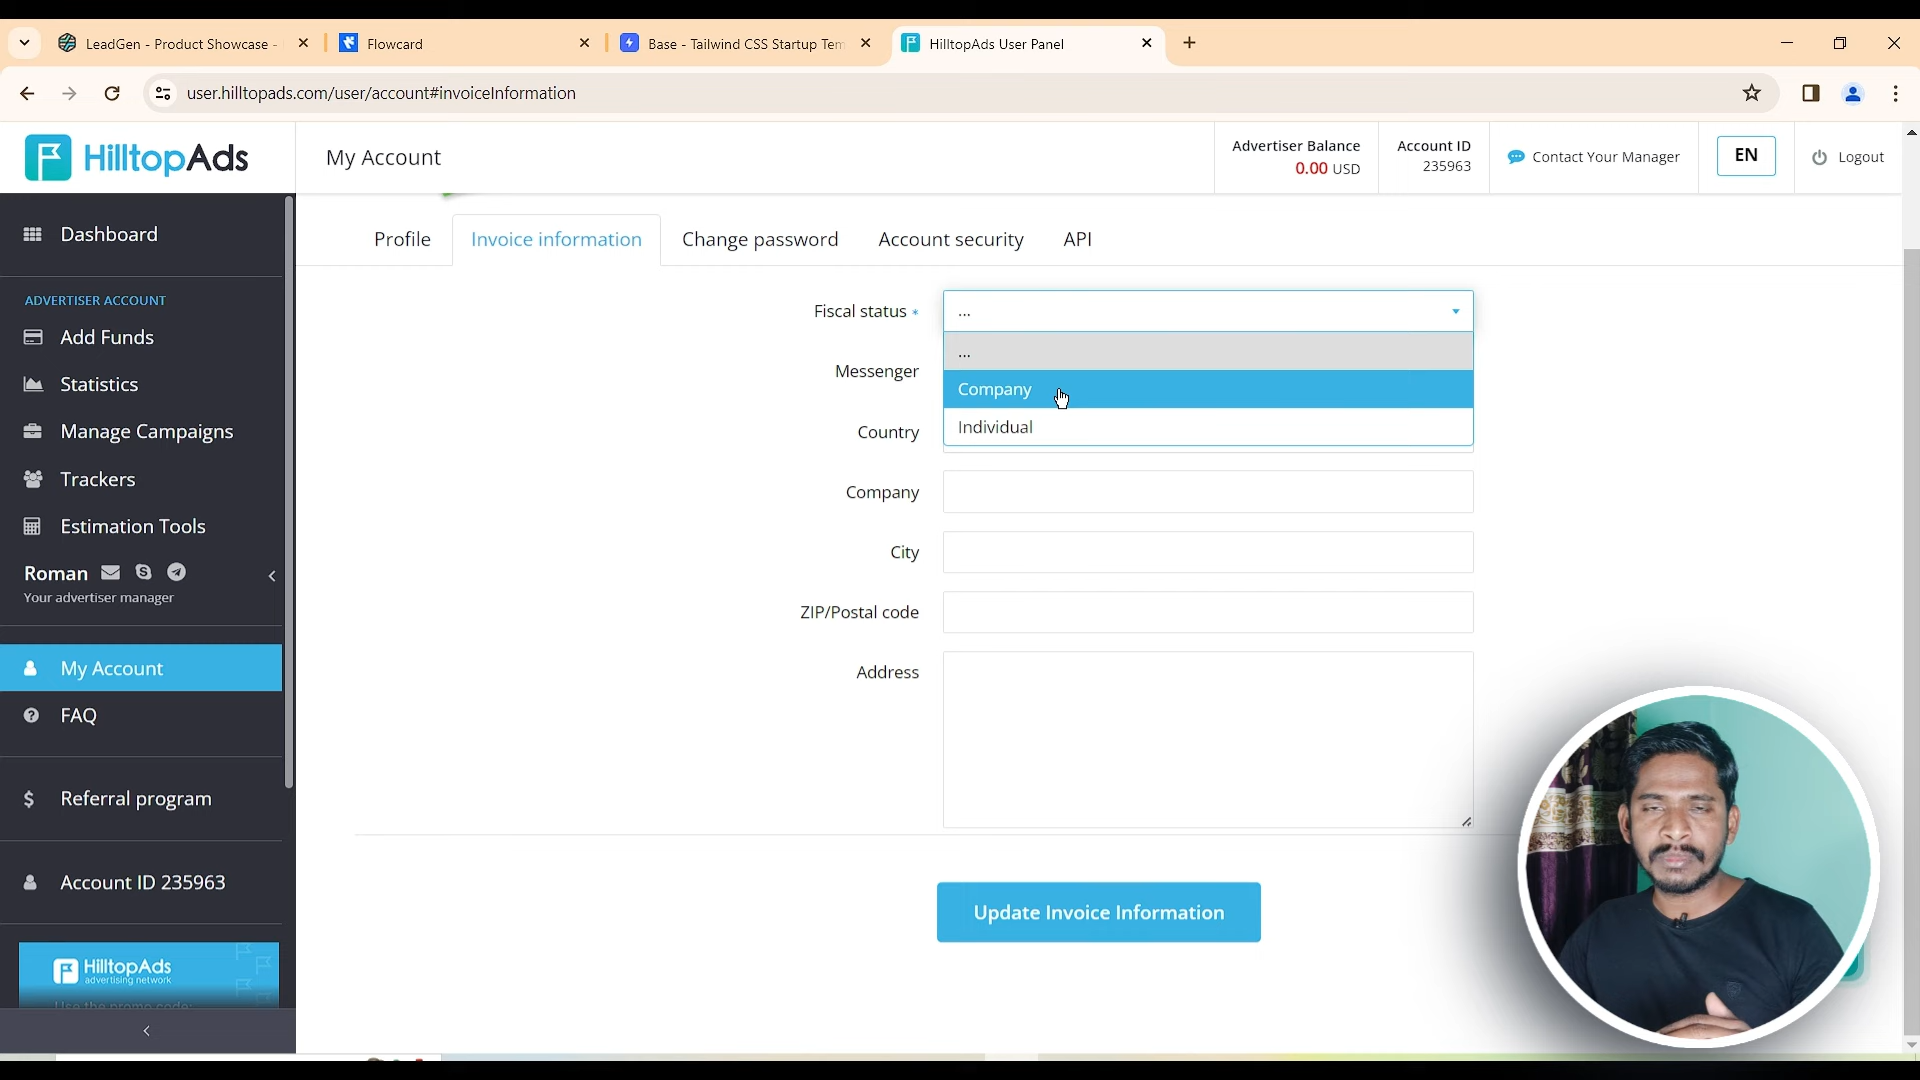 LeadGen - Product Showcase -
Flowcard
Base - Tailwind CSS Startup Tem
HilltopAds User Panel
user.hilltopads.com/user/account#invoiceInformation
HilltopAds
My Account
Advertiser Balance
0.00 USD
Account ID
235963
Contact Your Manager
EN
Logout
Dashboard
ADVERTISER ACCOUNT
Add Funds
Statistics
Manage Campaigns
Trackers
Estimation Tools
Roman
Your advertiser manager
My Account
FAQ
Referral program
Account ID 235963
HilltopAds
advertising network
Use the promo code:
Profile
Invoice information
Change password
Account security
API
Fiscal status *
...
...
Company
Individual
Messenger
Country
Company
City
ZIP/Postal code
Address
Update Invoice Information